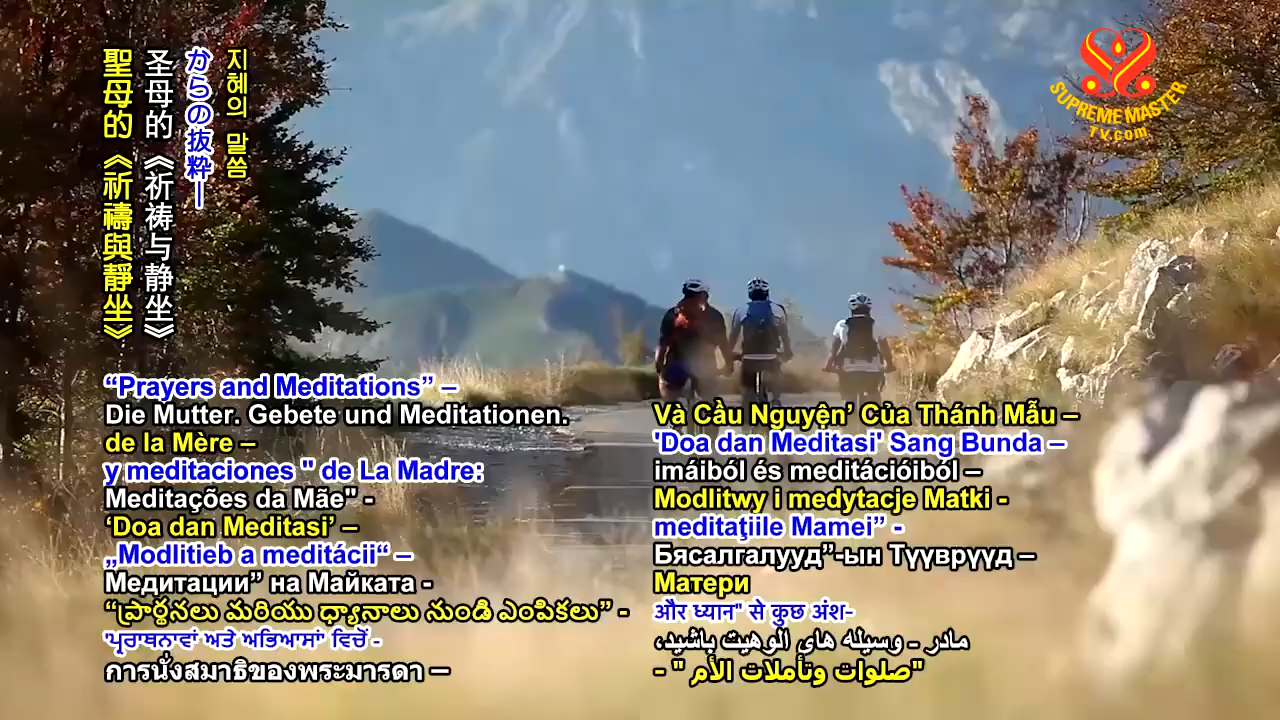 지혜의 말씀
からの抜粋—
圣母的《祈祷与静坐》
聖母的《祈禱與靜坐》
SUPREME MASTER
TV.com
“Prayers and Meditations” –
Die Mutter. Gebete und Meditationen.
de la Mère –
y meditaciones " de La Madre:
Meditações da Mãe" -
‘Doa dan Meditasi’ –
„Modlitieb a meditácii“ –
Медитации” на Майката -
“ప్రార్థనలు మరియు ధ్యానాలు నుండి ఎంపికలు” -
'ਪ੍ਰਰਾਥਨਾਵਾਂ ਅਤੇ ਅਭਿਆਸਾਂ ਵਿਚੋਂ -
การนั่งสมาธิของพระมารดา –
Và Cầu Nguyện’ Của Thánh Mẫu –
'Doa dan Meditasi' Sang Bunda –
imáiból és meditációiból –
Modlitwy i medytacje Matki -
meditaţiile Mamei” -
Бясалгалууд”-ын Түүврүүд –
Матери
और ध्यान" से कुछ अंश-
مادر ـ وسیله های الوهیت باشید،
"صلوات وتأملات الأم " -